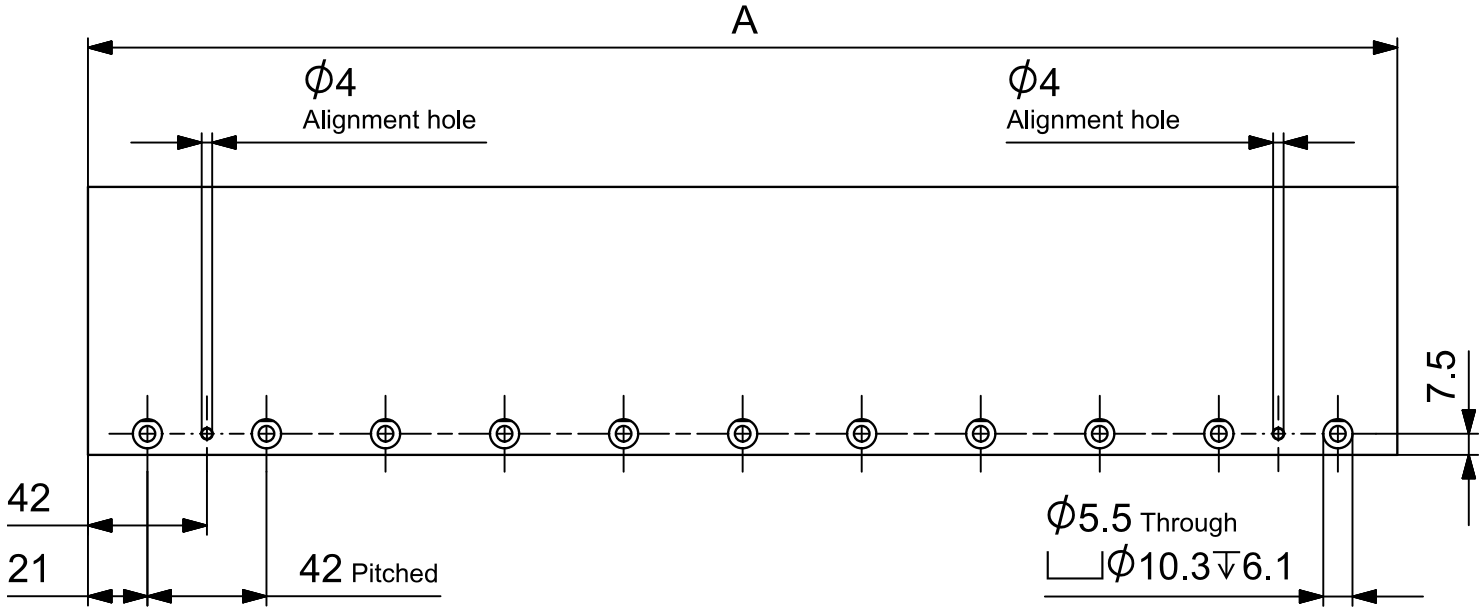 A
ϕ4
Alignment hole
ϕ4
Alignment hole
7.5
42
21
42 Pitched
ϕ5.5 Through
⌴ϕ10.3↧6.1